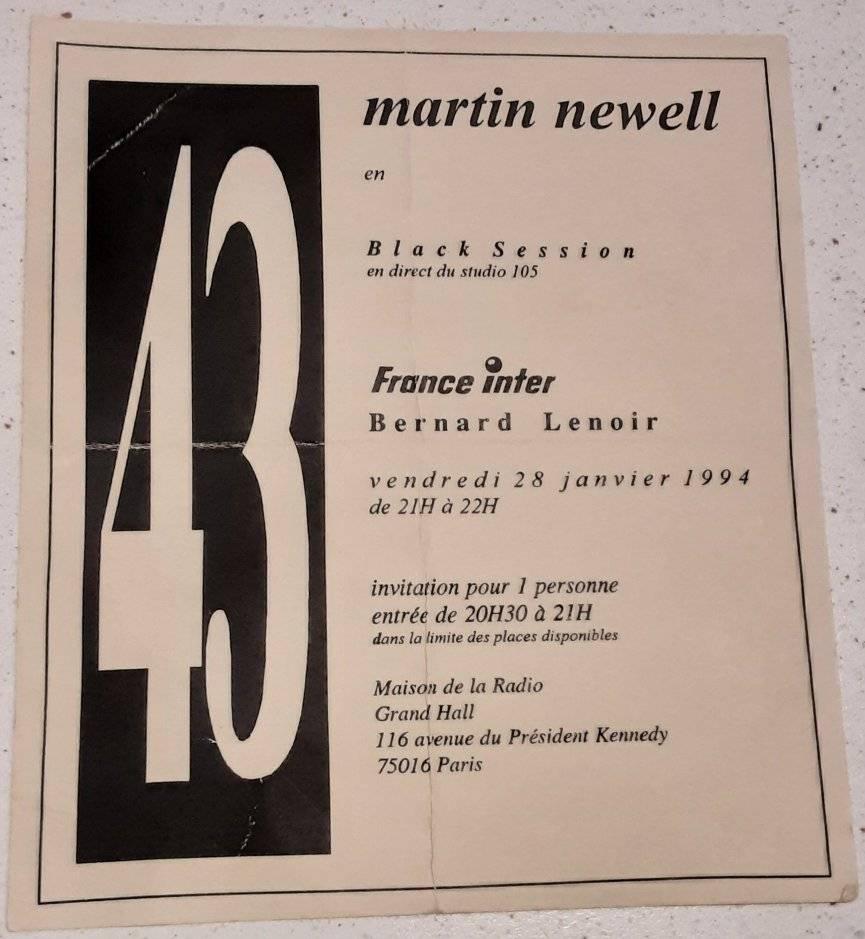 43
martin newell
en
Black Session
en direct du studio 105
France inter
Bernard Lenoir
vendredi 28 janvier 1994
de 21H à 22H
invitation pour 1 personne
entrée de 20H30 à 21H
dans la limite des places disponibles
Maison de la Radio
Grand Hall
116 avenue du Président Kennedy
75016 Paris